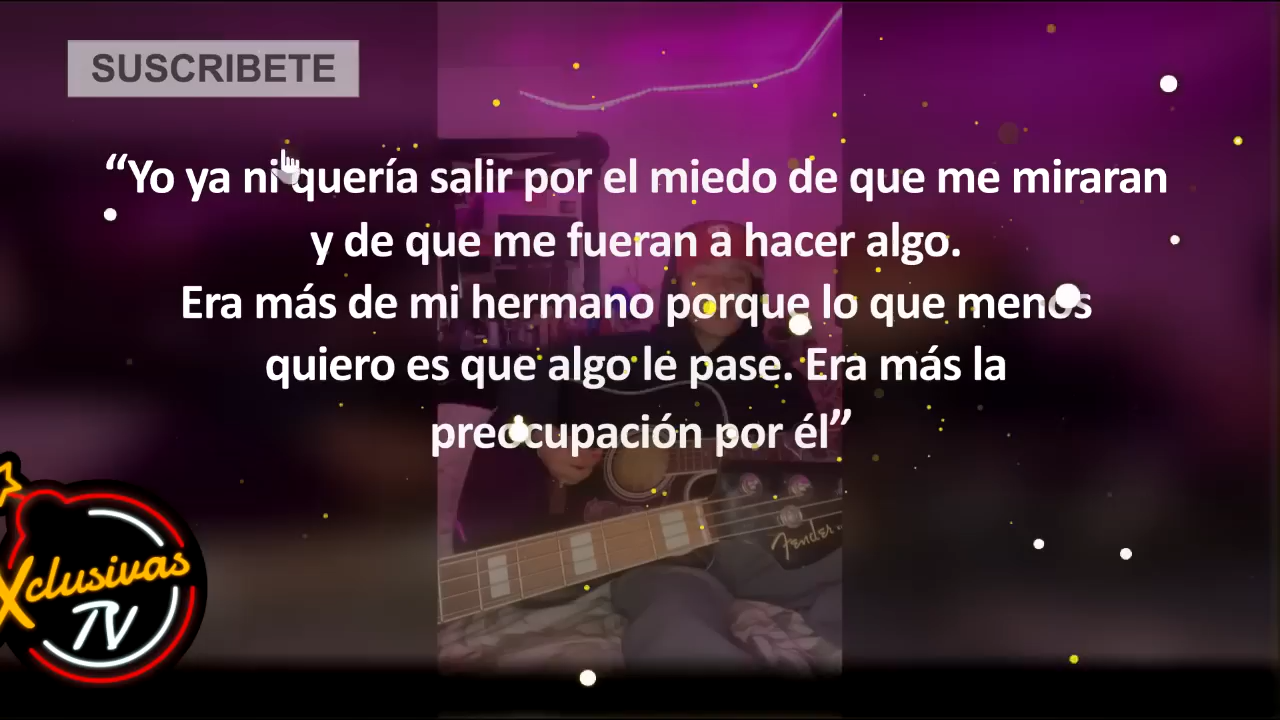 SUSCRIBETE
“Yo ya ni quería salir por el miedo de que me miraran
y de que me fueran a hacer algo.
Era más de mi hermano porque lo que menos
quiero es que algo le pase. Era más la
preocupación por él”
Fender
Xclusivas
TV